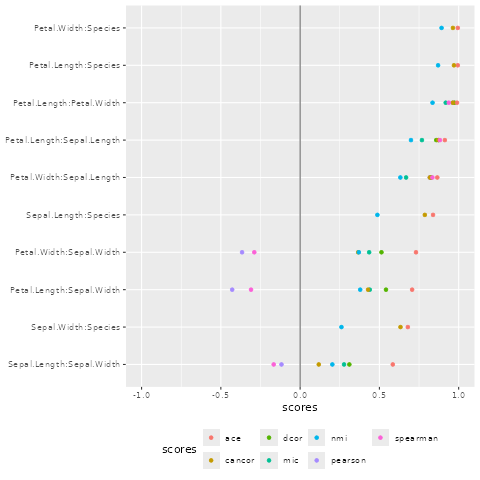 Petal.Width:Species
Petal.Length:Species
Petal.Length:Petal.Width
Petal.Length:Sepal.Length
Petal.Width:Sepal.Length
Sepal.Length:Species
Petal.Width:Sepal.Width
Petal.Length:Sepal.Width
Sepal.Width:Species
Sepal.Length:Sepal.Width
-1.0 -0.5 0.0 0.5 1.0
scores
scores
ace dcor nmi spearman
cancor mic pearson